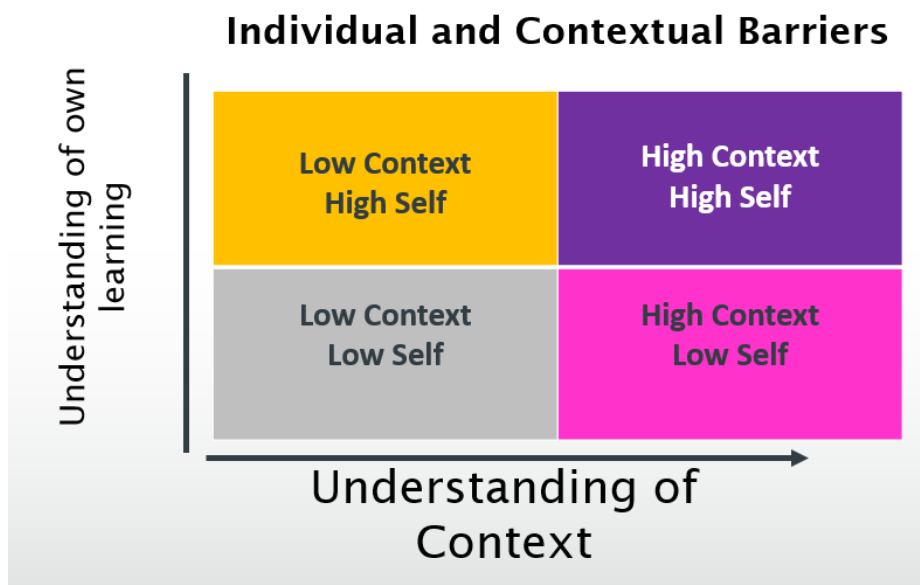 Individual and Contextual Barriers
Understanding of own
learning
Low Context
High Self
High Context
High Self
Low Context
Low Self
High Context
Low Self
Understanding of
Context